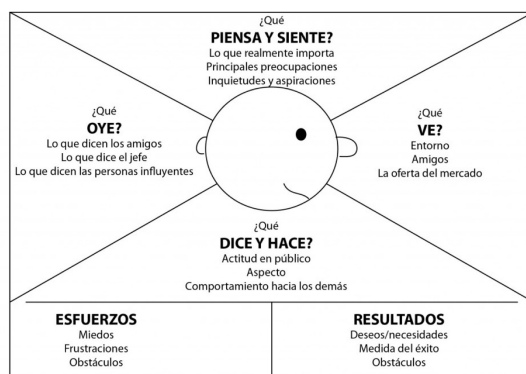 ¿Qué
PIENSA Y SIENTE?
Lo que realmente importa
Principales preocupaciones
Inquietudes y aspiraciones
¿Qué
OYE?
Lo que dicen los amigos
Lo que dice el jefe
Lo que dicen las personas influyentes
¿Qué
VE?
Entorno
Amigos
La oferta del mercado
¿Qué
DICE Y HACE?
Actitud en público
Aspecto
Comportamiento hacia los demás
ESFUERZOS
Miedos
Frustraciones
Obstáculos
RESULTADOS
Deseos/necesidades
Medida del éxito
Obstáculos